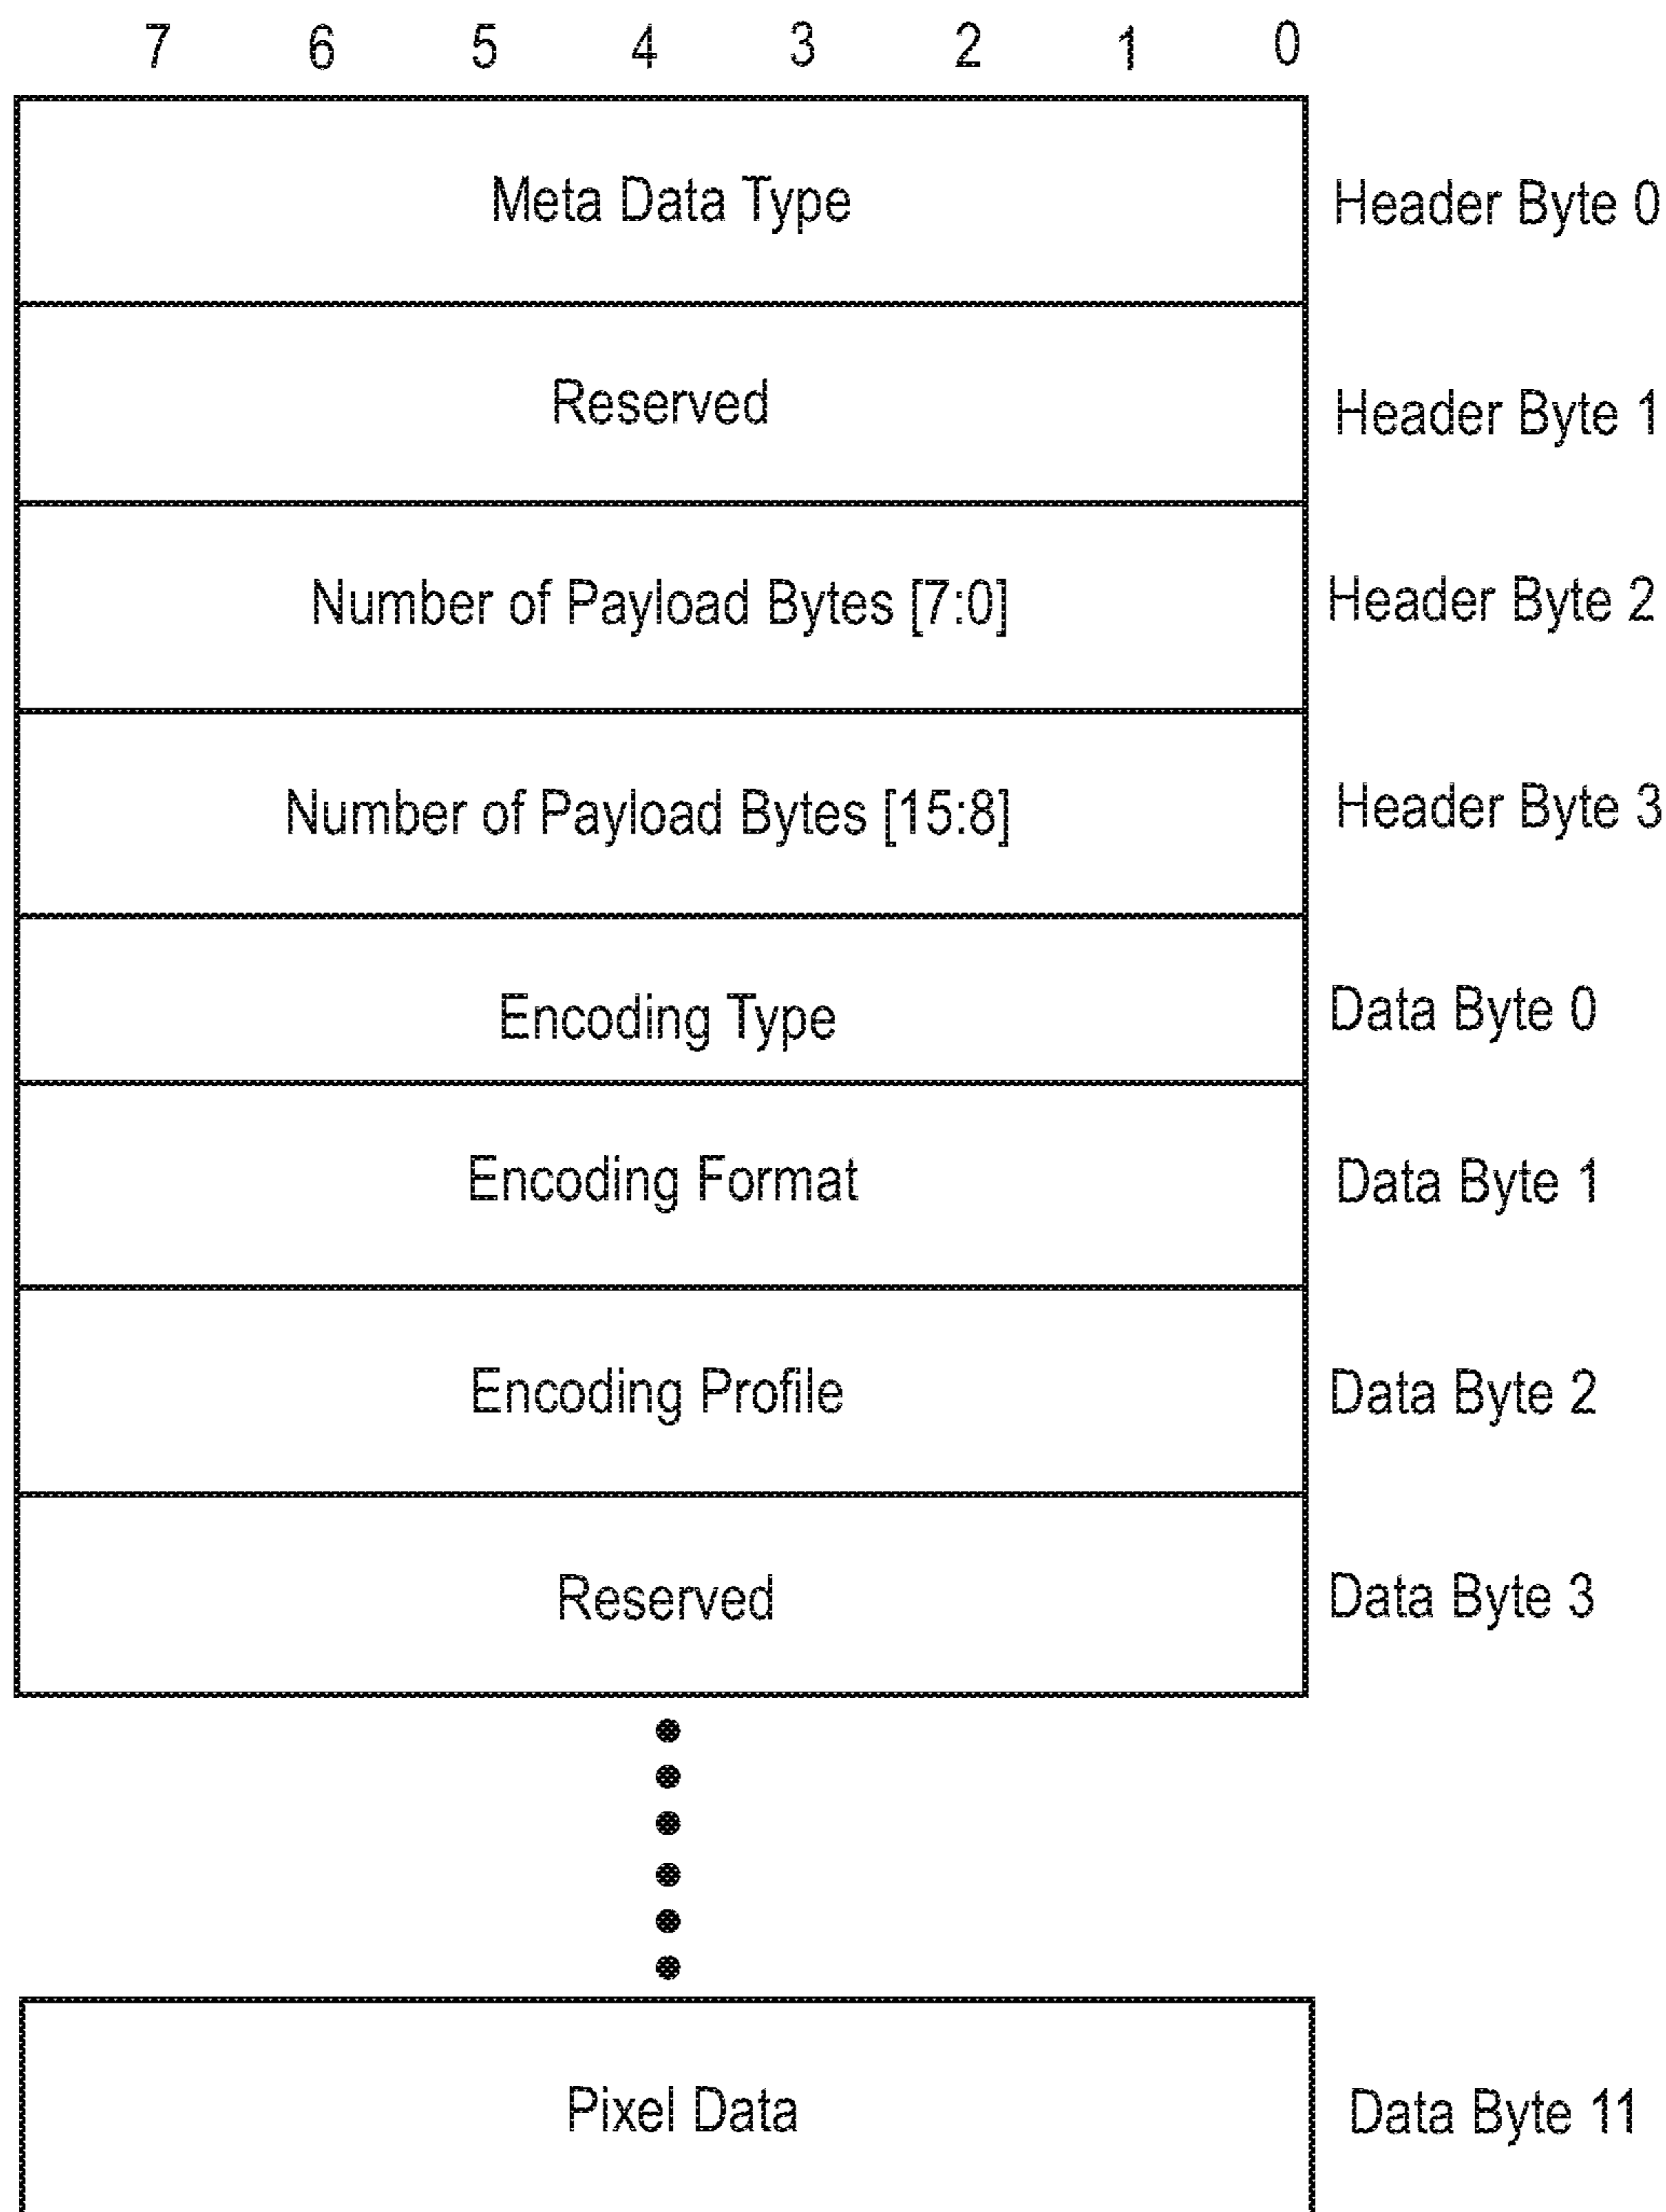 7 6 5 4 3 2 1 0
Meta Data Type Header Byte 0
Reserved Header Byte 1
Number of Payload Bytes [7:0] Header Byte 2
Number of Payload Bytes [15:8] Header Byte 3
Encoding Type Data Byte 0
Encoding Format Data Byte 1
Encoding Profile Data Byte 2
Reserved Data Byte 3
Pixel Data Data Byte 11